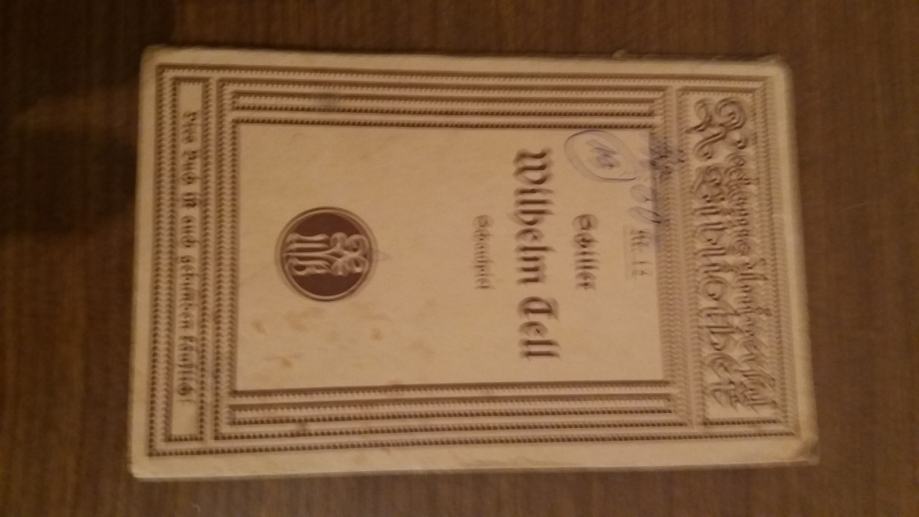 Reclams Universal
Bibliothek
Nr. 12
Schiller
Wilhelm Tell
Schauspiel
Dies Buch ist auch gebunden käuflich!